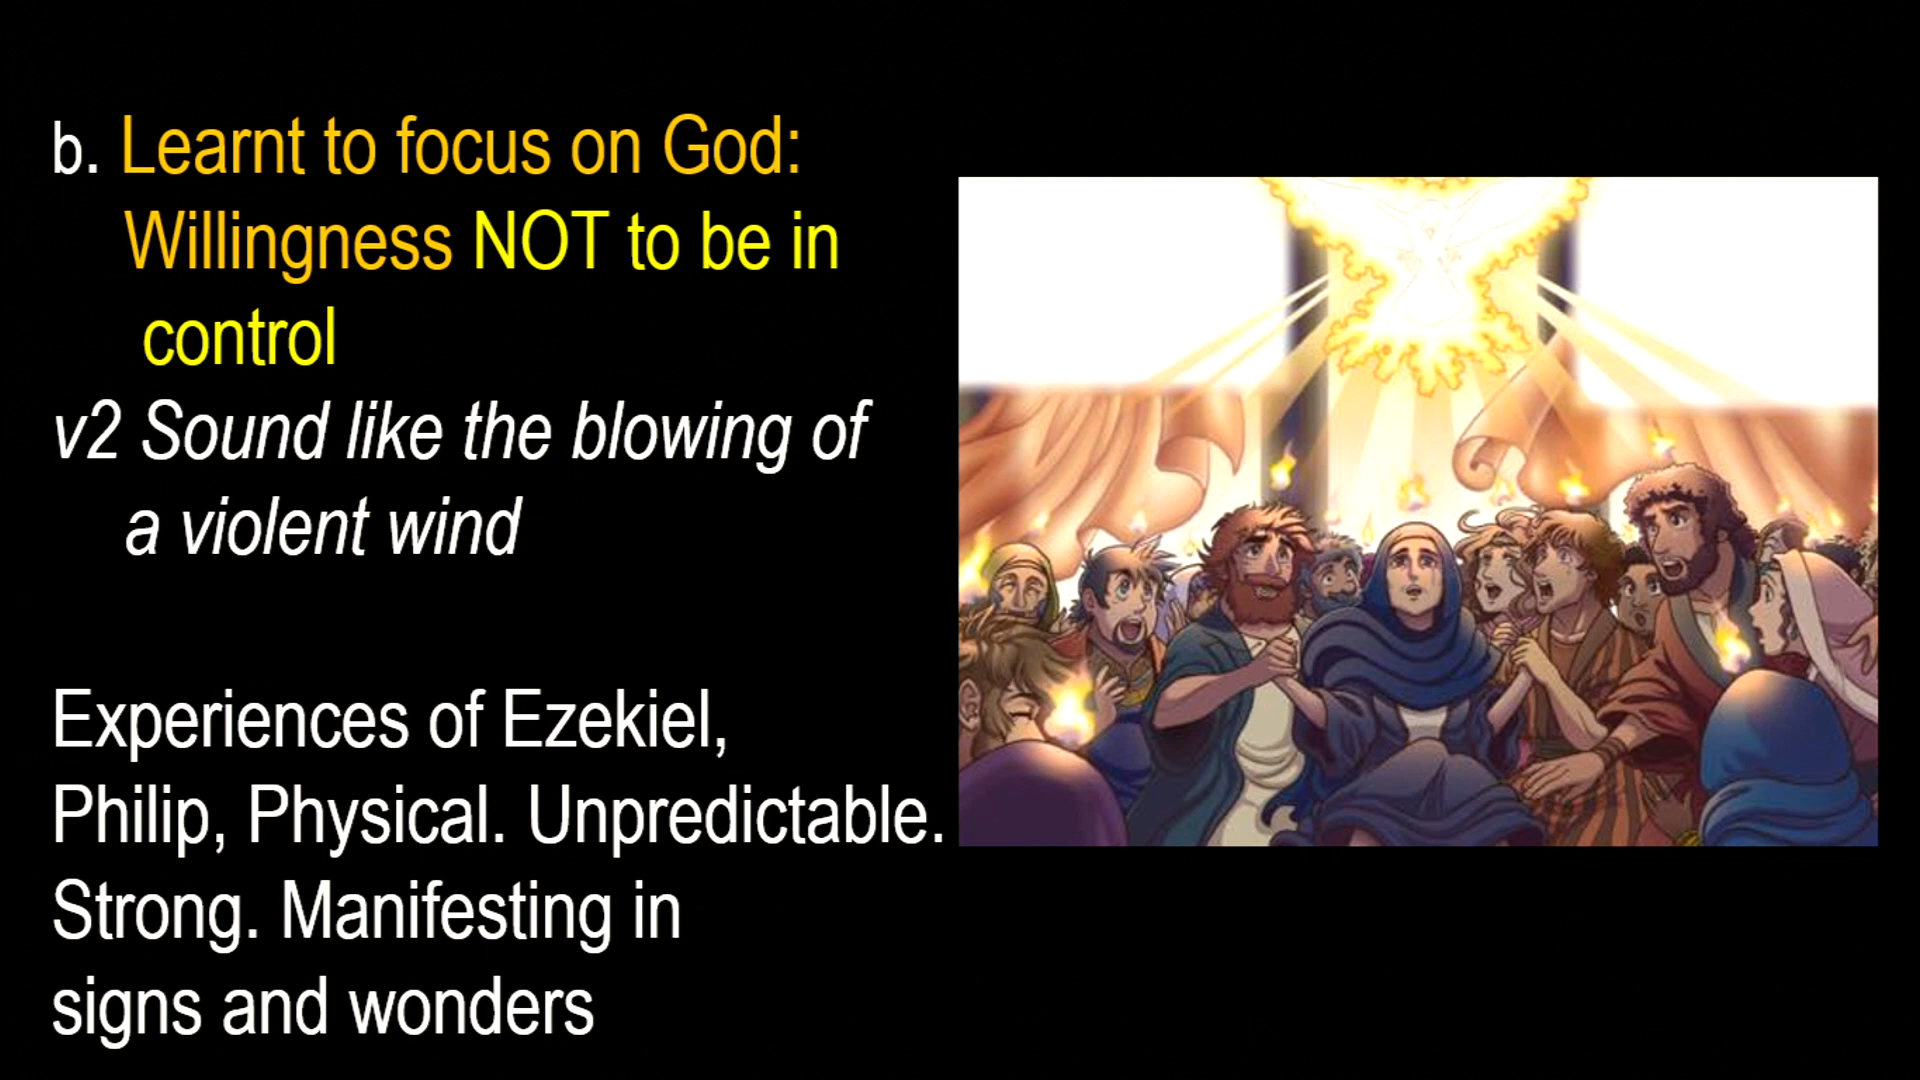 b. Learnt to focus on God:
Willingness NOT to be in
control
v2 Sound like the blowing of
a violent wind
Experiences of Ezekiel,
Philip, Physical. Unpredictable.
Strong. Manifesting in
signs and wonders